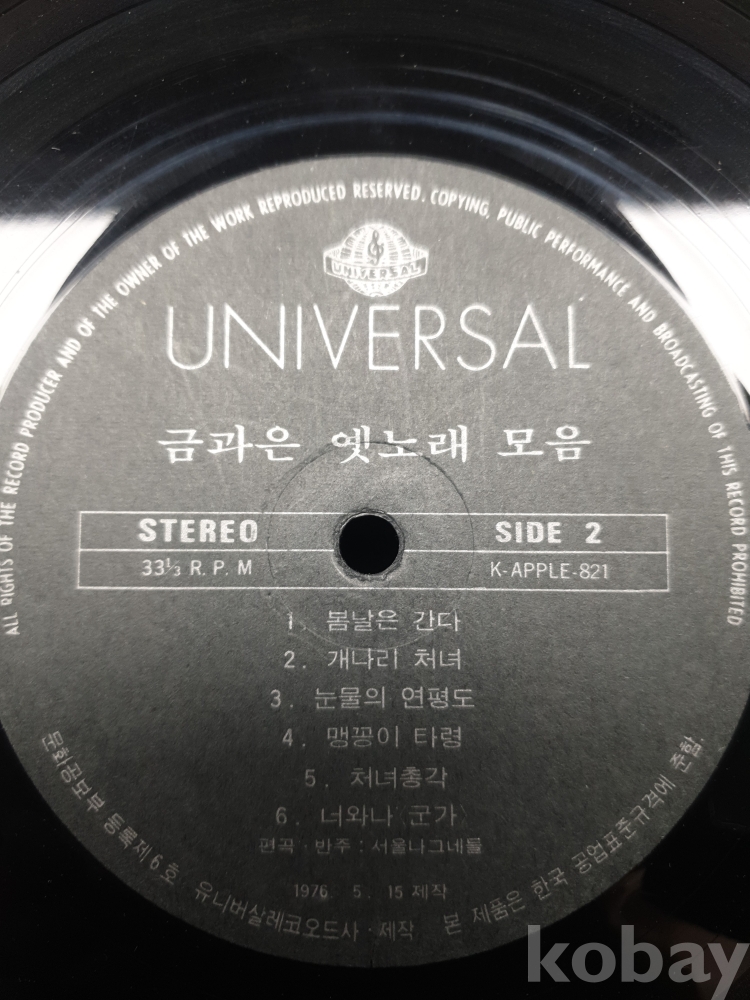 ALL RIGHTS OF THE RECORD PRODUCER AND OF THE OWNER OF THE WORK REPRODUCED RESERVED. COPYING, PUBLIC PERFORMANCE AND BROADCASTING OF THIS RECORD PROHIBITED
UNIVERSAL
UNIVERSAL
금과은 옛노래 모음
STEREO SIDE 2
33⅓ R. P. M K-APPLE-821
1. 봄날은 간다
2. 개나리 처녀
3. 눈물의 연평도
4. 맹꽁이 타령
5. 처녀총각
6. 너와나 군가
편곡·반주 : 서울나그네들
1976. 5. 15 제작
문화공보부 등록제 6호 유니버살레코오드사·제작 본 제품은 한국 공업표준규격에 준함.
kobay